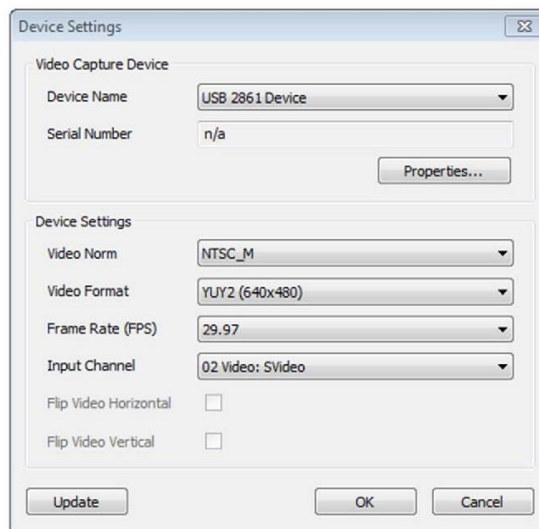 Device Settings
Video Capture Device
Device Name USB 2861 Device
Serial Number n/a
Properties...
Device Settings
Video Norm NTSC_M
Video Format YUY2 (640x480)
Frame Rate (FPS) 29.97
Input Channel 02 Video: SVideo
Flip Video Horizontal
Flip Video Vertical
Update OK Cancel